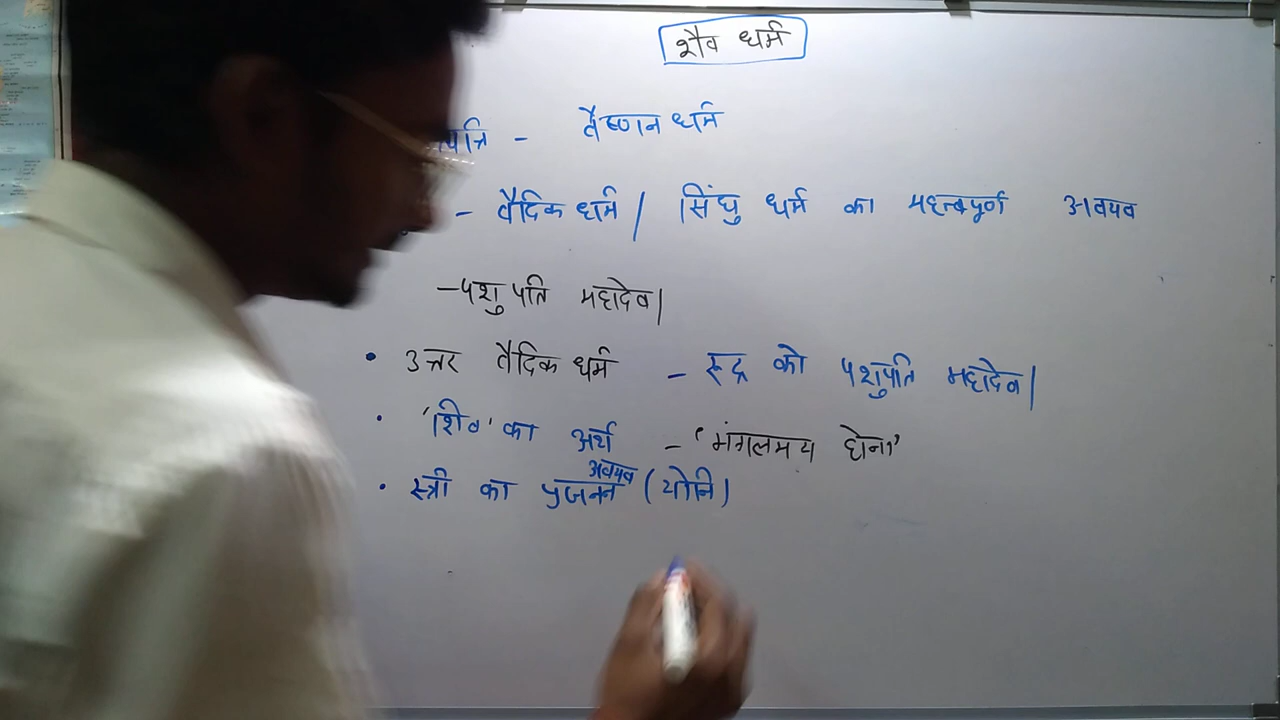 शैव धर्म
- वैष्णव धर्म
- वैदिक धर्म | सिंधु धर्म का महत्वपूर्ण अवयव
- पशुपति महादेव |
• उत्तर वैदिक धर्म - रूद्र को पशुपति महादेव |
• 'शिव' का अर्थ - 'मंगलमय होना'
• स्त्री का प्रजनन अवयव (योनि)